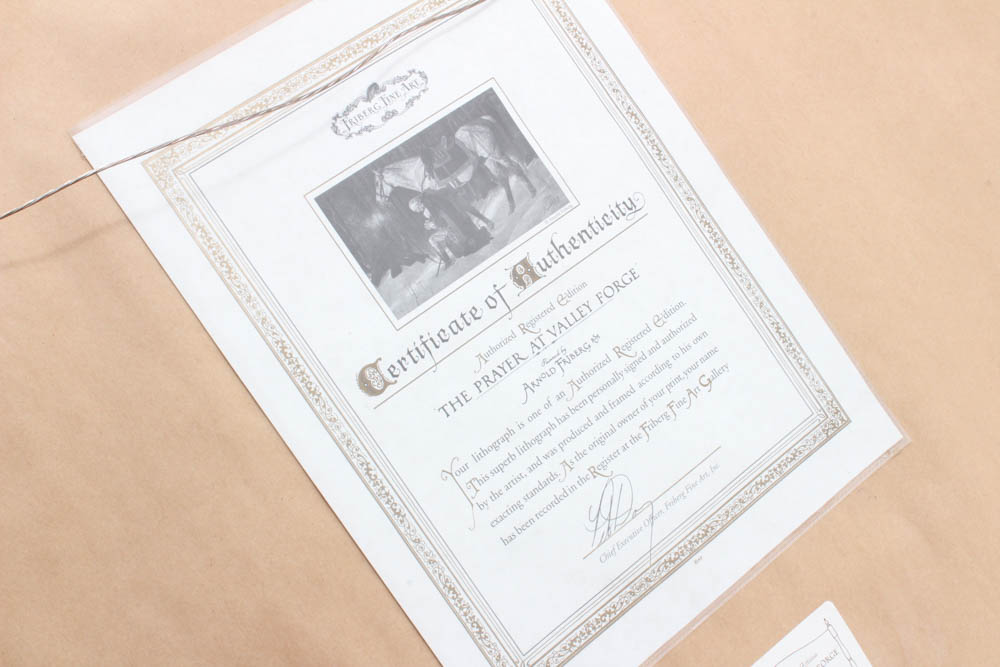 FRIBERG FINE ART
Certificate of Authenticity
Authorized Registered Edition
THE PRAYER AT VALLEY FORGE
Painted by
ARNOLD FRIBERG
Your lithograph is one of an Authorized Registered Edition.
This superb lithograph has been personally signed and authorized
by the artist, and was produced and framed according to his own
exacting standards. As the original owner of your print, your name
has been recorded in the Register at the Friberg Fine Art Gallery
Chief Executive Officer, Friberg Fine Art, Inc.